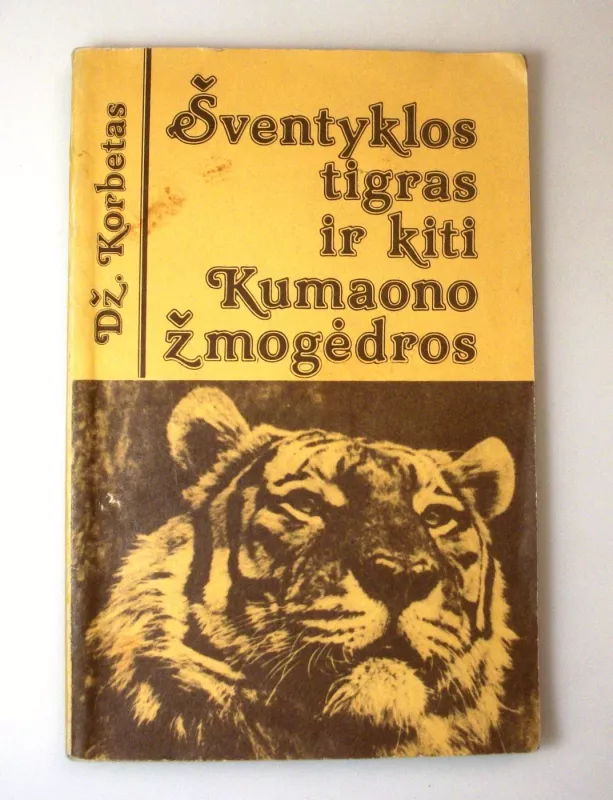 Dž. Korbetas
Šventyklos
tigras
ir kiti
Kumaono
žmogėdros